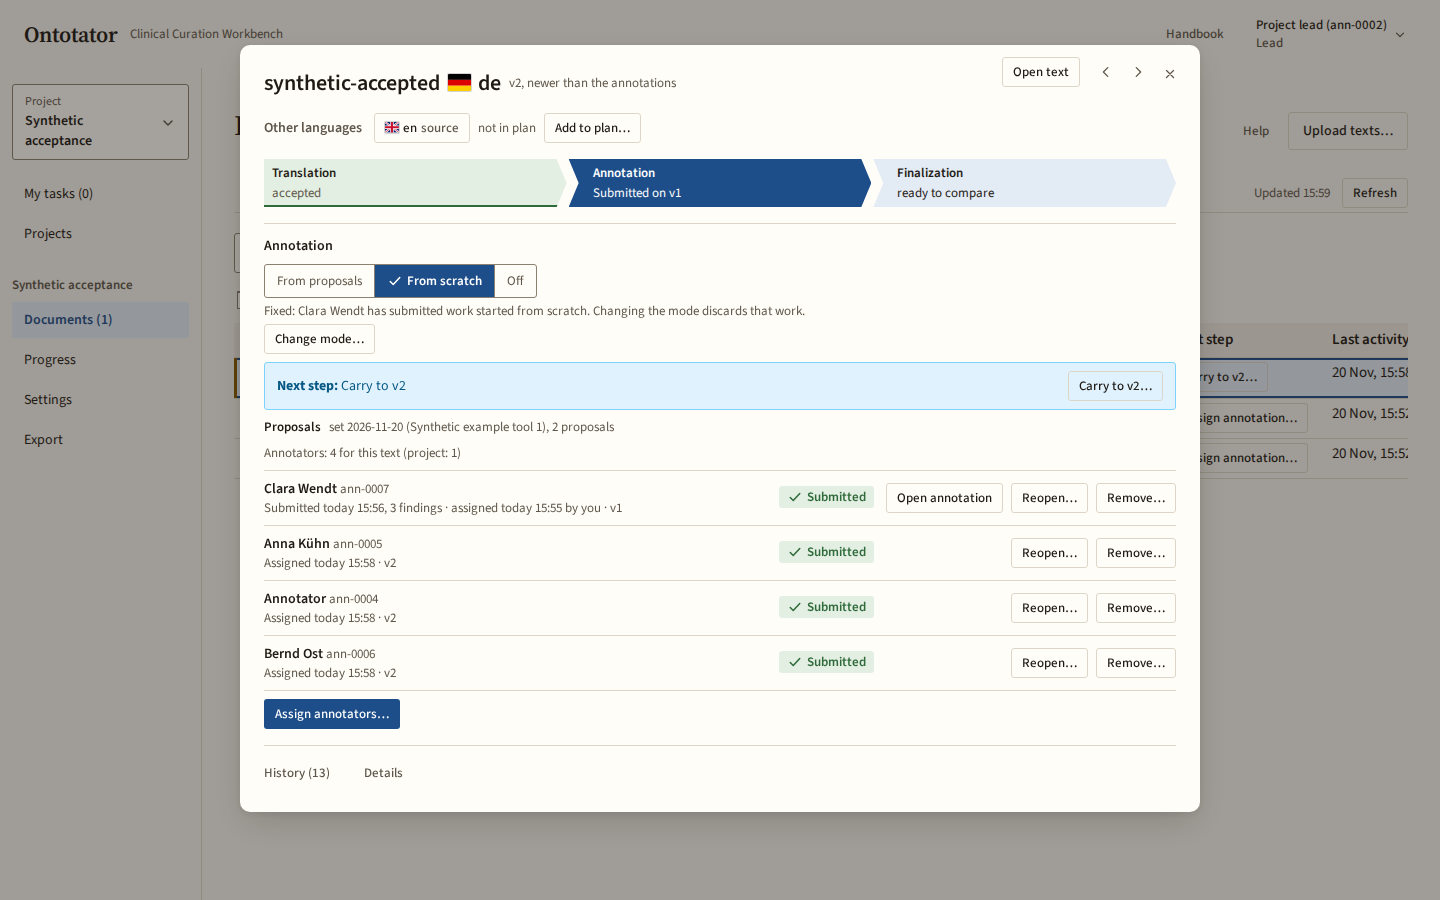 Ontotator Clinical Curation Workbench
Handbook
Project lead (ann-0002)
Lead
Project
Synthetic
acceptance
My tasks (0)
Projects
Synthetic acceptance
Documents (1)
Progress
Settings
Export
Help
Upload texts…
Updated 15:59
Refresh
t step
Last activity
rry to v2…
20 Nov, 15:58
sign annotation…
20 Nov, 15:52
sign annotation…
20 Nov, 15:52
synthetic-accepted de v2, newer than the annotations
Open text
Other languages en source not in plan Add to plan…
Translation
accepted
Annotation
Submitted on v1
Finalization
ready to compare
Annotation
From proposals From scratch Off
Fixed: Clara Wendt has submitted work started from scratch. Changing the mode discards that work.
Change mode…
Next step: Carry to v2
Carry to v2…
Proposals set 2026-11-20 (Synthetic example tool 1), 2 proposals
Annotators: 4 for this text (project: 1)
Clara Wendt ann-0007
Submitted today 15:56, 3 findings · assigned today 15:55 by you · v1
Submitted Open annotation Reopen… Remove…
Anna Kühn ann-0005
Assigned today 15:58 · v2
Submitted Reopen… Remove…
Annotator ann-0004
Assigned today 15:58 · v2
Submitted Reopen… Remove…
Bernd Ost ann-0006
Assigned today 15:58 · v2
Submitted Reopen… Remove…
Assign annotators…
History (13) Details